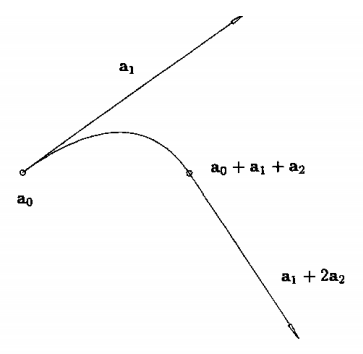 a₁
a₀ + a₁ + a₂
a₀
a₁ + 2a₂